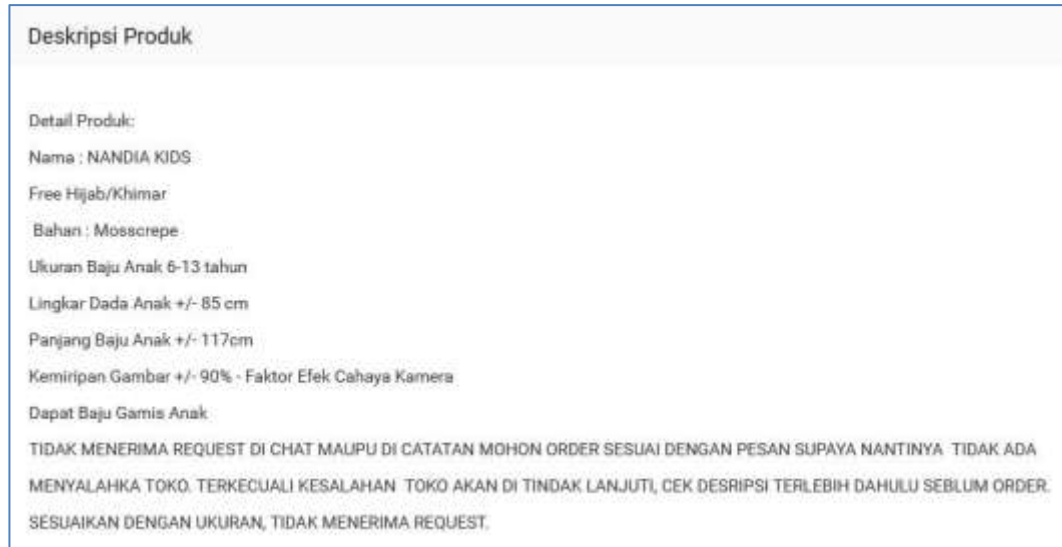 Deskripsi Produk
Detail Produk:
Nama : NANDIA KIDS
Free Hijab/Khimar
Bahan : Mosscrepe
Ukuran Baju Anak 6-13 tahun
Lingkar Dada Anak +/- 85 cm
Panjang Baju Anak +/- 117cm
Kemiripan Gambar +/- 90% - Faktor Efek Cahaya Kamera
Dapat Baju Gamis Anak
TIDAK MENERIMA REQUEST DI CHAT MAUPU DI CATATAN MOHON ORDER SESUAI DENGAN PESAN SUPAYA NANTINYA TIDAK ADA
MENYALAHKA TOKO. TERKECUALI KESALAHAN TOKO AKAN DI TINDAK LANJUTI, CEK DESRIPSI TERLEBIH DAHULU SEBLUM ORDER.
SESUAIKAN DENGAN UKURAN, TIDAK MENERIMA REQUEST.